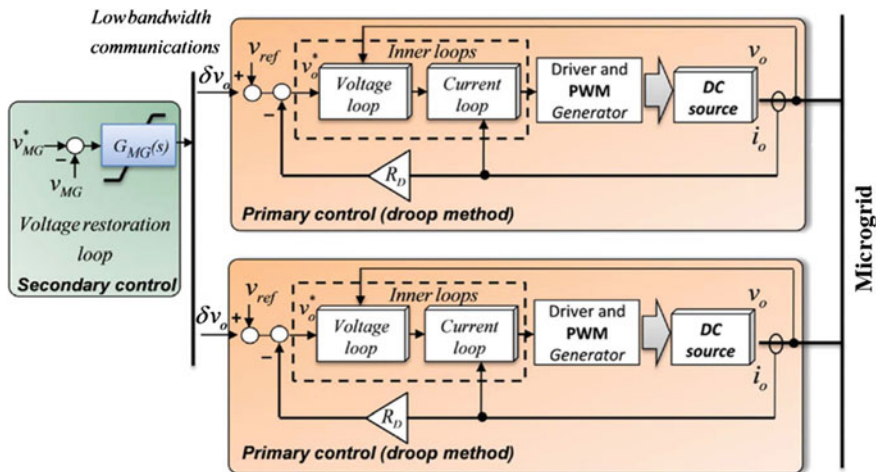 Low bandwidth
communications
v_ref
δv_o
+
−
v_o^*
Inner loops
Voltage
loop
Current
loop
Driver and
PWM
Generator
DC
source
v_o
i_o
R_D
Primary control (droop method)
v_MG^*
−
v_MG
G_MG(s)
Voltage restoration
loop
Secondary control
v_ref
δv_o
+
−
v_o^*
Inner loops
Voltage
loop
Current
loop
Driver and
PWM
Generator
DC
source
v_o
i_o
R_D
Primary control (droop method)
Microgrid